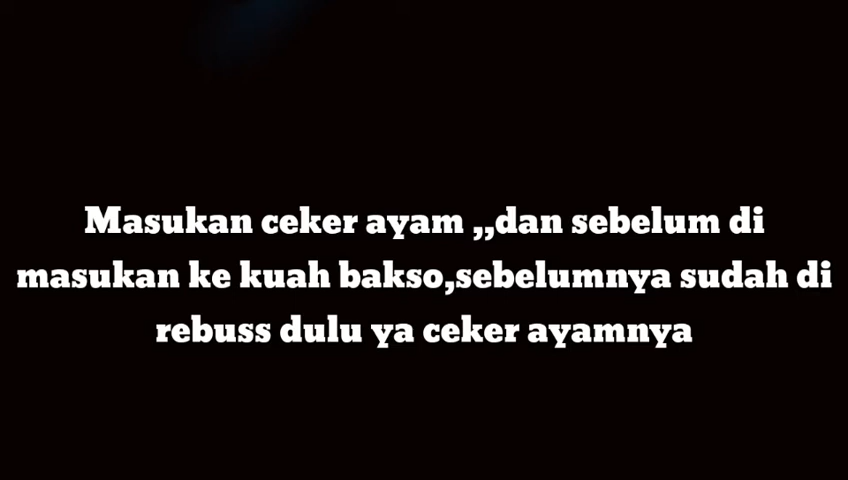 Masukan ceker ayam ,,dan sebelum di
masukan ke kuah bakso,sebelumnya sudah di
rebuss dulu ya ceker ayamnya